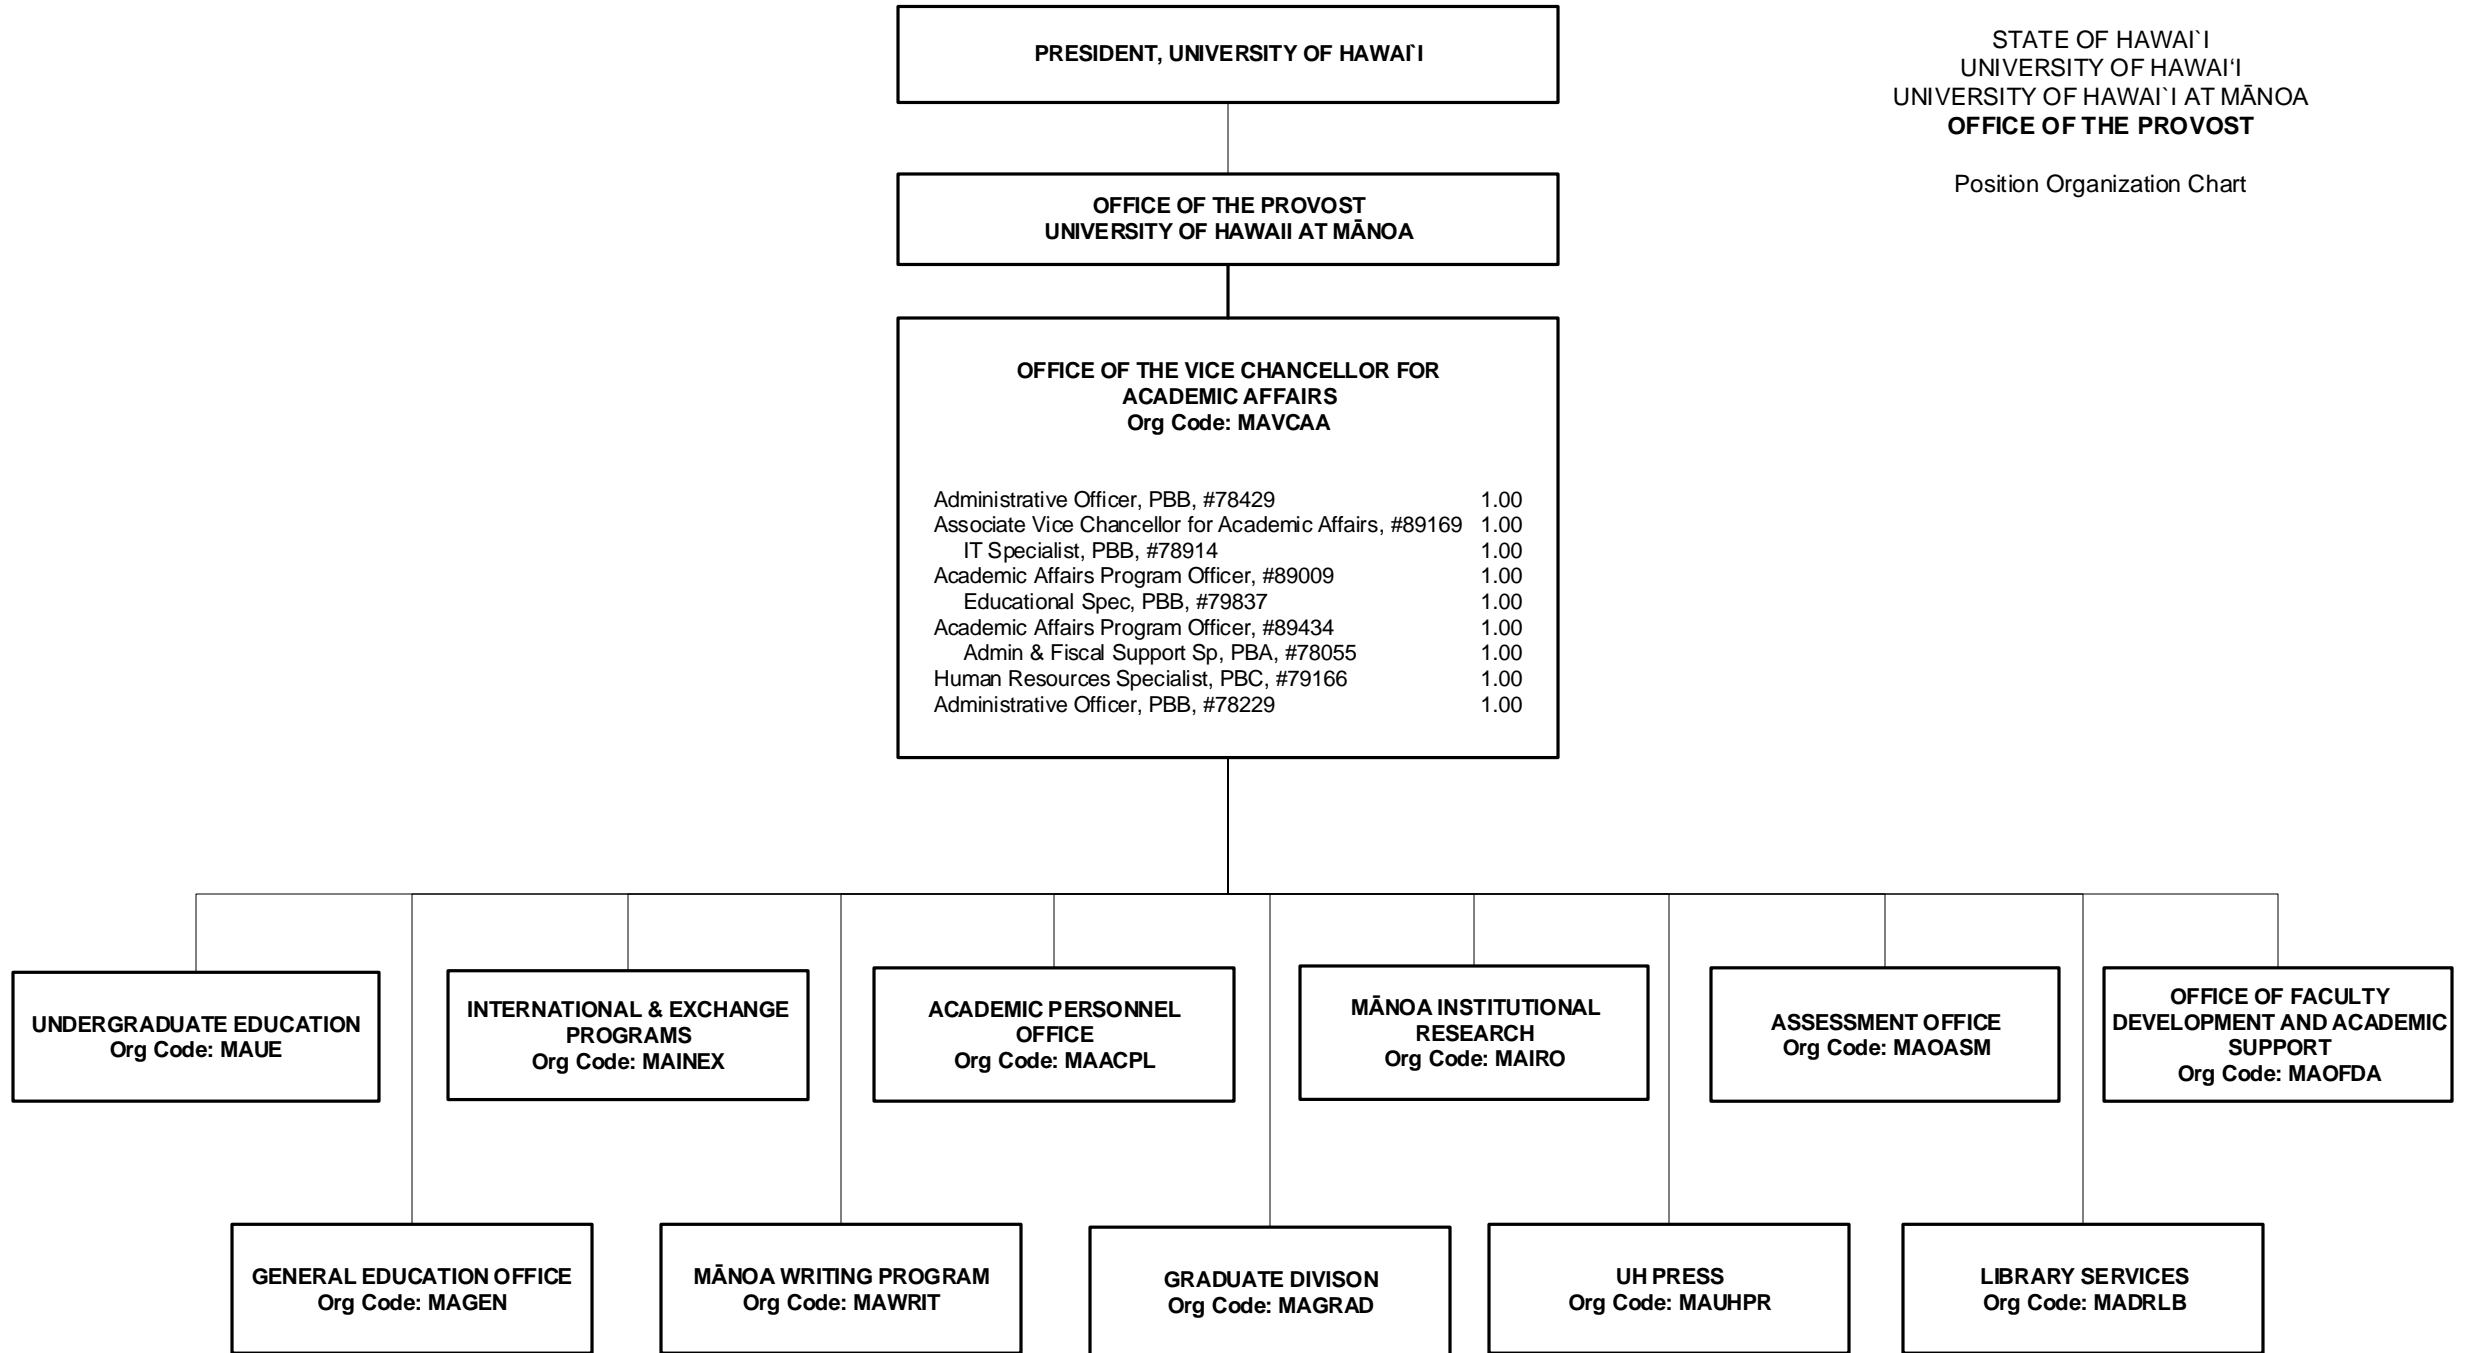 PRESIDENT, UNIVERSITY OF HAWAI`I
STATE OF HAWAI`I
UNIVERSITY OF HAWAI‘I
UNIVERSITY OF HAWAI`I AT MĀNOA
OFFICE OF THE PROVOST
Position Organization Chart
OFFICE OF THE PROVOST
UNIVERSITY OF HAWAII AT MĀNOA
OFFICE OF THE VICE CHANCELLOR FOR
ACADEMIC AFFAIRS
Org Code: MAVCAA
Administrative Officer, PBB, #78429 1.00
Associate Vice Chancellor for Academic Affairs, #89169 1.00
IT Specialist, PBB, #78914 1.00
Academic Affairs Program Officer, #89009 1.00
Educational Spec, PBB, #79837 1.00
Academic Affairs Program Officer, #89434 1.00
Admin & Fiscal Support Sp, PBA, #78055 1.00
Human Resources Specialist, PBC, #79166 1.00
Administrative Officer, PBB, #78229 1.00
UNDERGRADUATE EDUCATION
Org Code: MAUE
INTERNATIONAL & EXCHANGE
PROGRAMS
Org Code: MAINEX
ACADEMIC PERSONNEL
OFFICE
Org Code: MAACPL
MĀNOA INSTITUTIONAL
RESEARCH
Org Code: MAIRO
ASSESSMENT OFFICE
Org Code: MAOASM
OFFICE OF FACULTY
DEVELOPMENT AND ACADEMIC
SUPPORT
Org Code: MAOFDA
GENERAL EDUCATION OFFICE
Org Code: MAGEN
MĀNOA WRITING PROGRAM
Org Code: MAWRIT
GRADUATE DIVISON
Org Code: MAGRAD
UH PRESS
Org Code: MAUHPR
LIBRARY SERVICES
Org Code: MADRLB